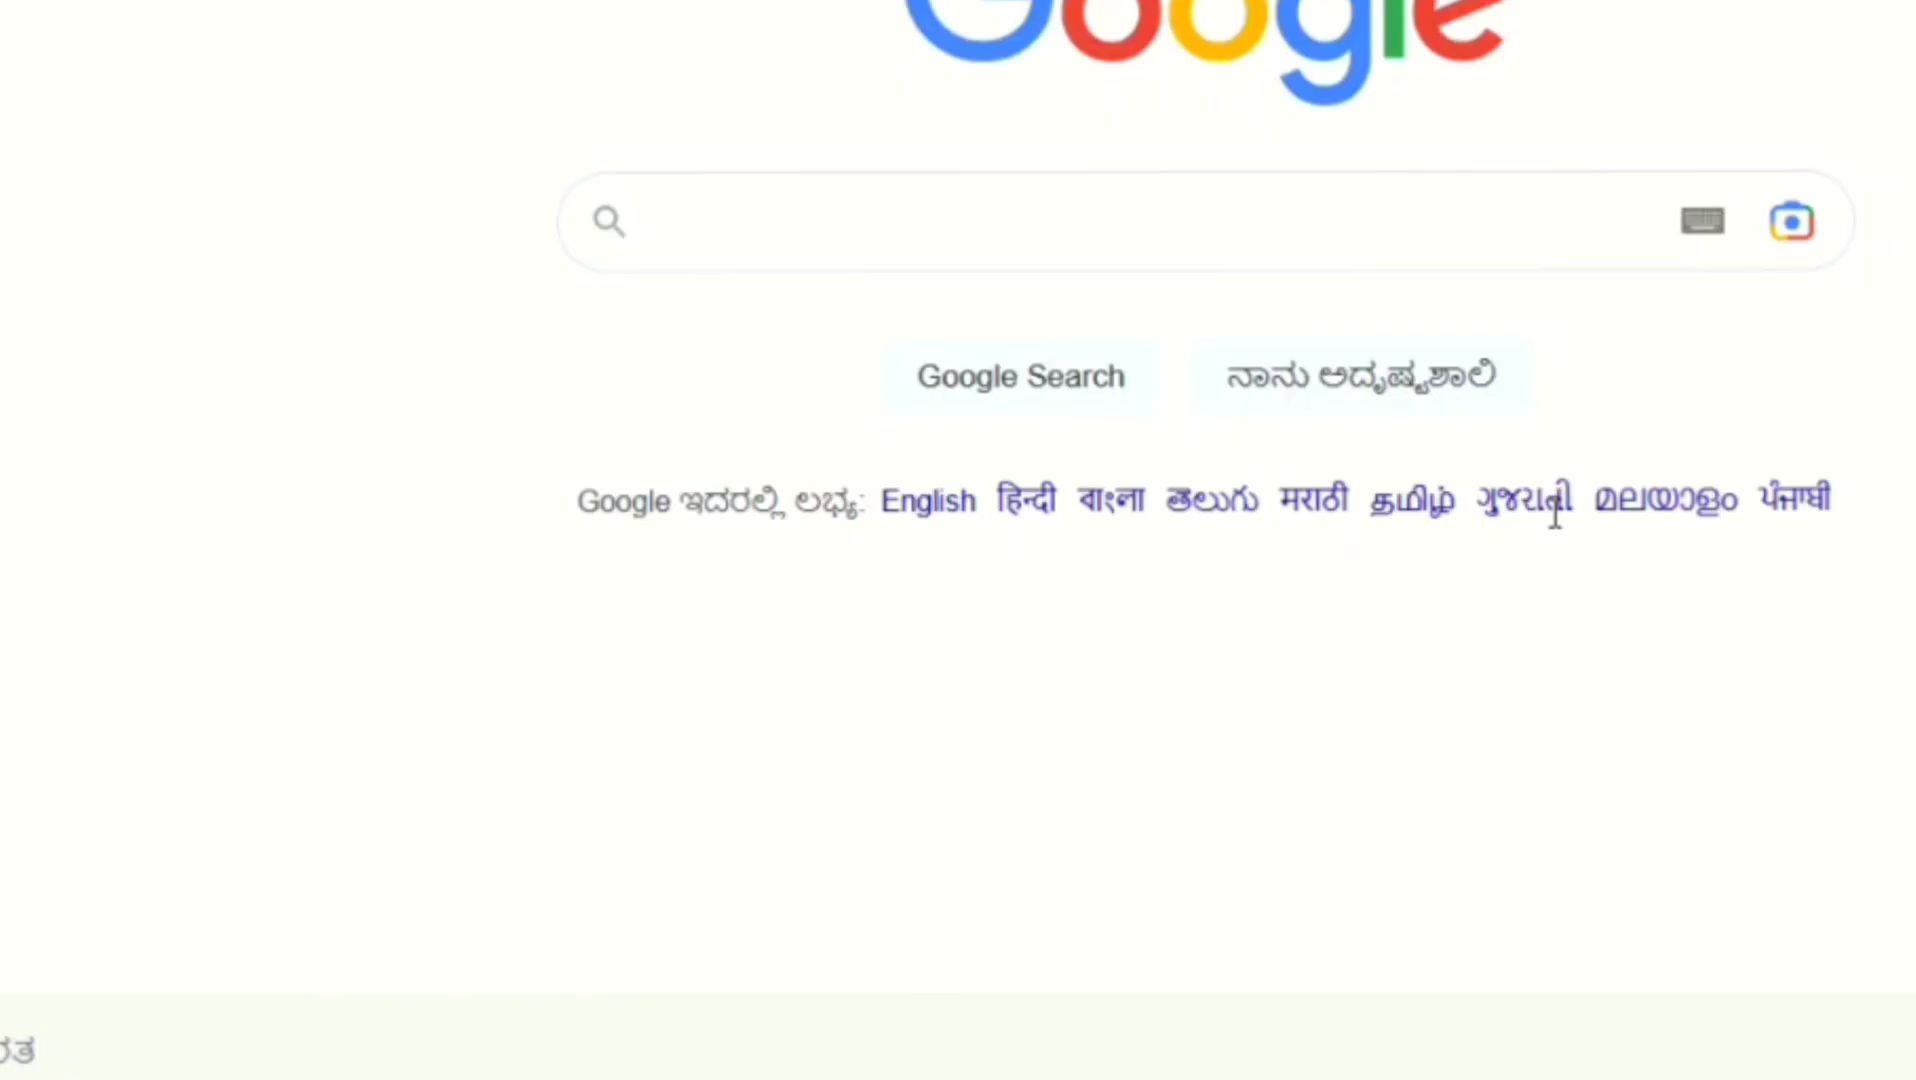 Google
Google Search ನಾನು ಅದೃಷ್ಟಶಾಲಿ
Google ಇದರಲ್ಲಿ ಲಭ್ಯ: English हिन्दी বাংলা తెలుగు मराठी தமிழ் ગુજરાતી മലയാളം ਪੰਜਾਬੀ